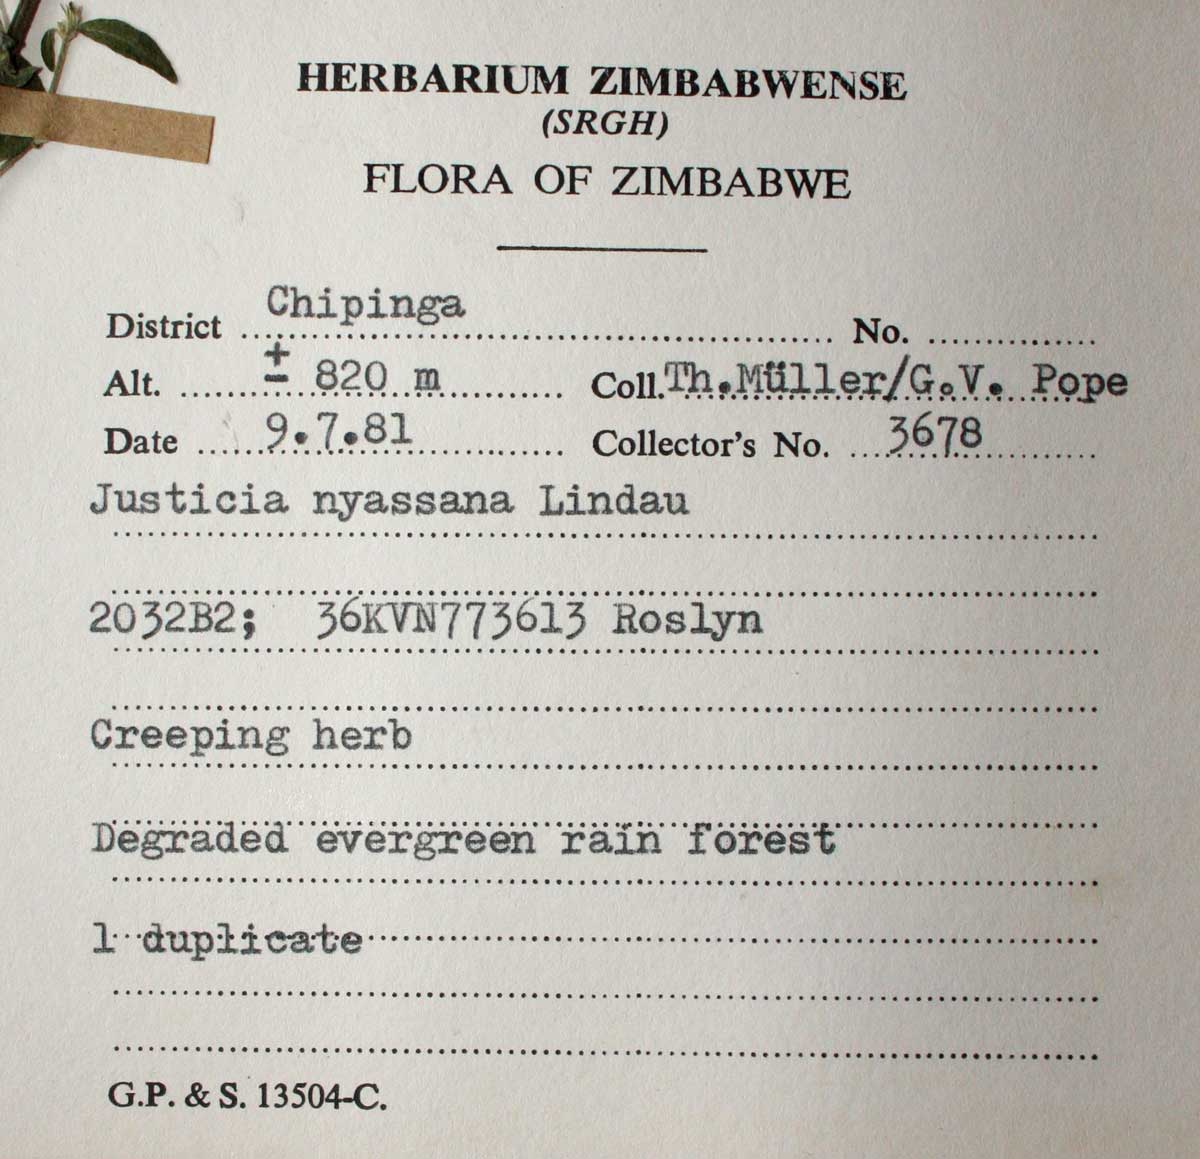 HERBARIUM ZIMBABWENSE
(SRGH)
FLORA OF ZIMBABWE
District Chipinga No.
Alt. ± 820 m Coll. Th.Müller/G.V. Pope
Date 9.7.81 Collector's No. 3678
Justicia nyassana Lindau
2032B2; 36KVN773613 Roslyn
Creeping herb
Degraded evergreen rain forest
1 duplicate
G.P. & S. 13504-C.